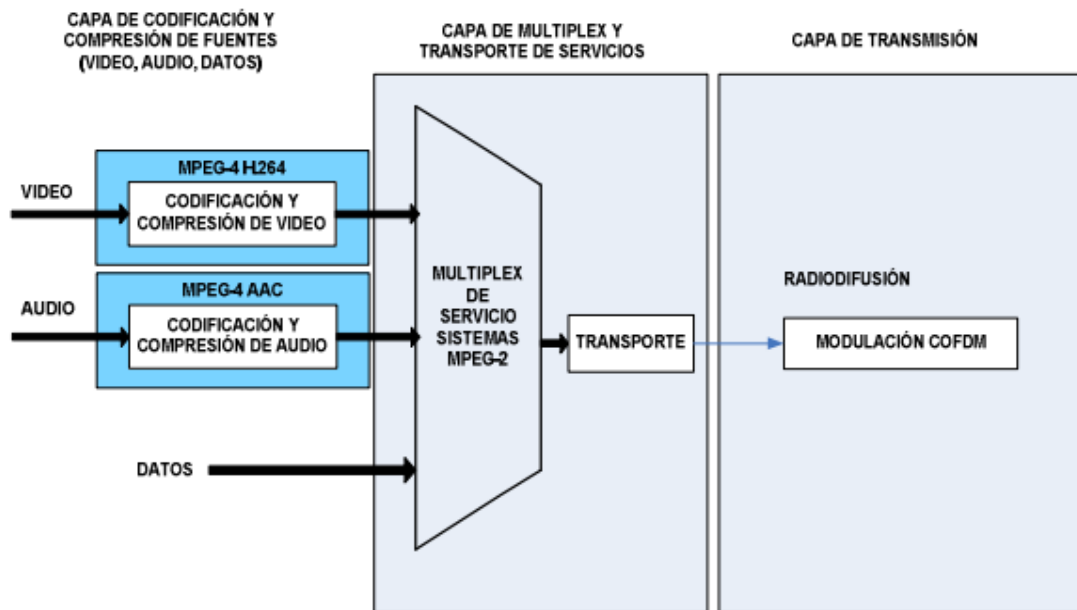 CAPA DE CODIFICACIÓN Y
COMPRESIÓN DE FUENTES
(VIDEO, AUDIO, DATOS)
CAPA DE MULTIPLEX Y
TRANSPORTE DE SERVICIOS
CAPA DE TRANSMISIÓN
MPEG-4 H.264
VIDEO
CODIFICACIÓN Y
COMPRESIÓN DE VIDEO
MPEG-4 AAC
AUDIO
CODIFICACIÓN Y
COMPRESIÓN DE AUDIO
DATOS
MULTIPLEX
DE
SERVICIO
SISTEMAS
MPEG-2
TRANSPORTE
RADIODIFUSIÓN
MODULACIÓN COFDM